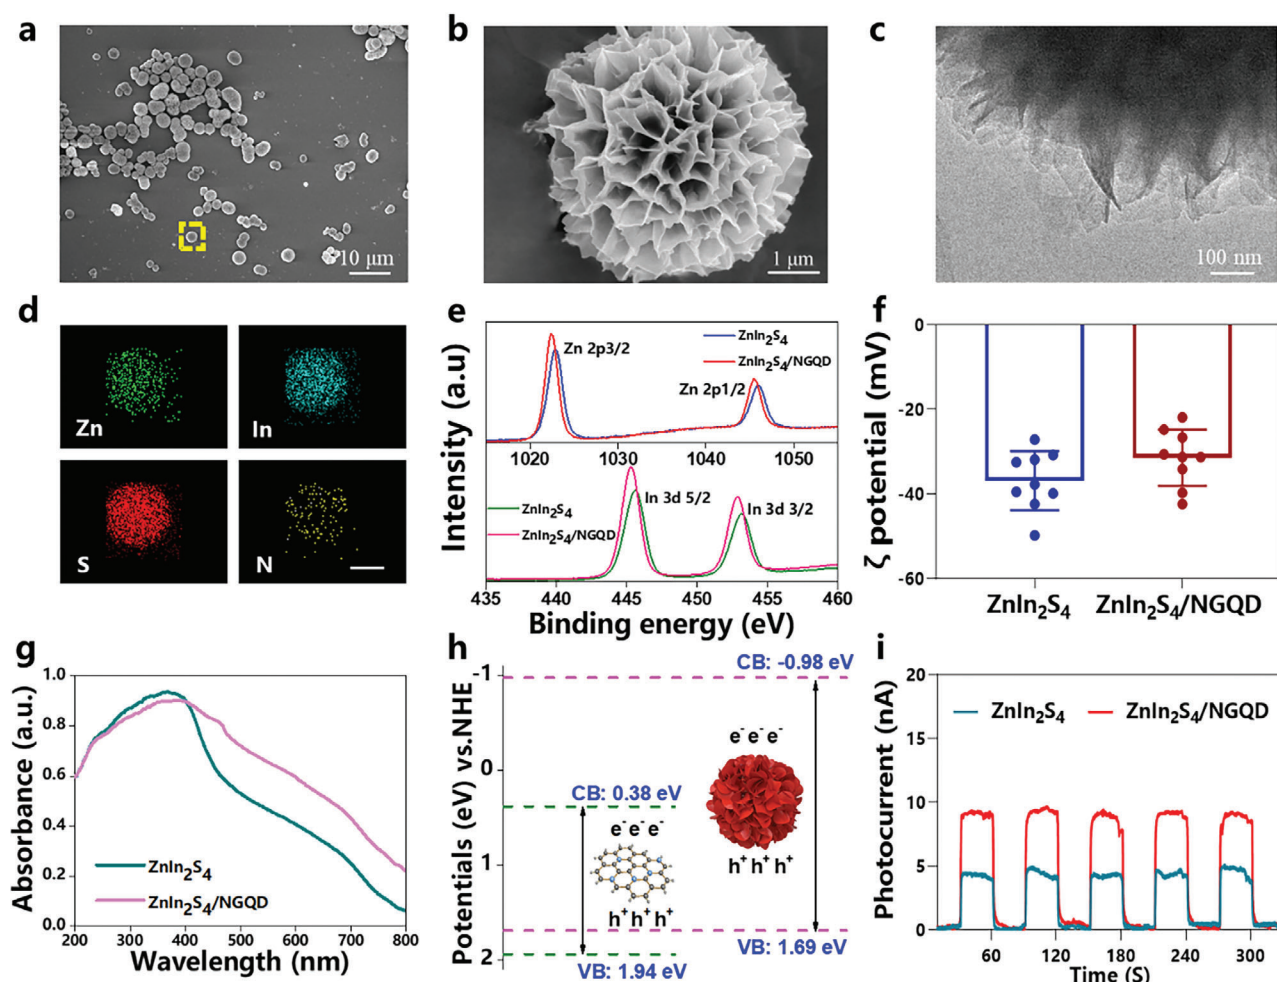 a
10 μm
b
1 μm
c
100 nm
d
Zn
In
S
N
e
Intensity (a.u)
Zn 2p3/2
Zn 2p1/2
ZnIn₂S₄
ZnIn₂S₄/NGQD
1020 1030 1040 1050
In 3d 5/2
In 3d 3/2
ZnIn₂S₄
ZnIn₂S₄/NGQD
435 440 445 450 455 460
Binding energy (eV)
f
ζ potential (mV)
0
-20
-40
-60
ZnIn₂S₄ ZnIn₂S₄/NGQD
g
Absorbance (a.u.)
1.0
0.8
0.6
0.4
0.2
0.0
ZnIn₂S₄
ZnIn₂S₄/NGQD
200 300 400 500 600 700 800
Wavelength (nm)
h
Potentials (eV) vs.NHE
-1
0
1
2
CB: -0.98 eV
e⁻ e⁻ e⁻
CB: 0.38 eV
e⁻ e⁻ e⁻
h⁺ h⁺ h⁺
h⁺ h⁺ h⁺
VB: 1.69 eV
VB: 1.94 eV
i
Photocurrent (nA)
20
15
10
5
0
ZnIn₂S₄ ZnIn₂S₄/NGQD
60 120 180 240 300
Time (S)